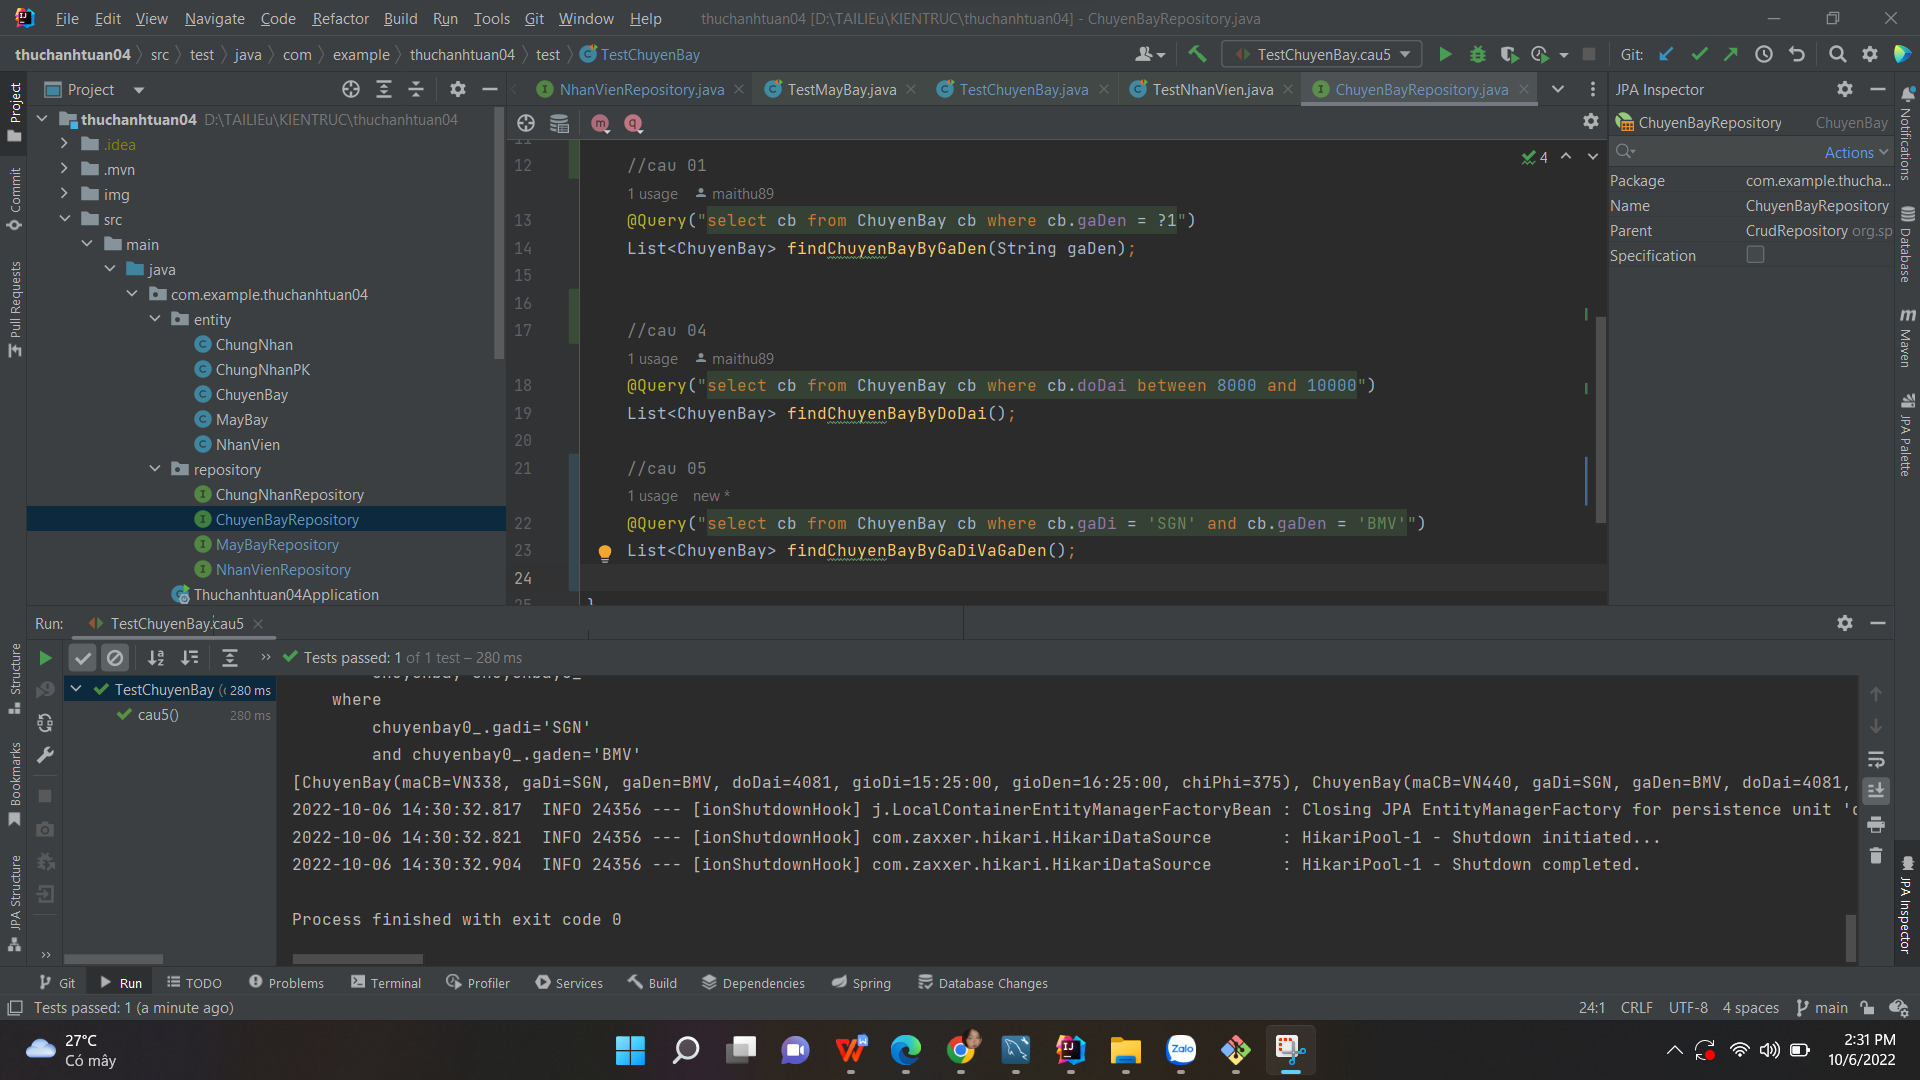 File Edit View Navigate Code Refactor Build Run Tools Git Window Help thuchanhtuan04 [D:\TAILIEu\KIENTRUC\thuchanhtuan04] - ChuyenBayRepository.java
thuchanhtuan04 src test java com example thuchanhtuan04 test TestChuyenBay TestChuyenBay.cau5 Git:
Project
NhanVienRepository.java TestMayBay.java TestChuyenBay.java TestNhanVien.java ChuyenBayRepository.java
JPA Inspector
thuchanhtuan04 D:\TAILIEu\KIENTRUC\thuchanhtuan04
.idea
.mvn
img
src
main
java
com.example.thuchanhtuan04
entity
ChungNhan
ChungNhanPK
ChuyenBay
MayBay
NhanVien
repository
ChungNhanRepository
ChuyenBayRepository
MayBayRepository
NhanVienRepository
Thuchanhtuan04Application
12 //cau 01
1 usage maithu89
13 @Query("select cb from ChuyenBay cb where cb.gaDen = ?1")
14 List<ChuyenBay> findChuyenBayByGaDen(String gaDen);
15
16
17 //cau 04
1 usage maithu89
18 @Query("select cb from ChuyenBay cb where cb.doDai between 8000 and 10000")
19 List<ChuyenBay> findChuyenBayByDoDai();
20
21 //cau 05
1 usage new *
22 @Query("select cb from ChuyenBay cb where cb.gaDi = 'SGN' and cb.gaDen = 'BMV'")
23 List<ChuyenBay> findChuyenBayByGaDiVaGaDen();
24
4
ChuyenBayRepository ChuyenBay
Actions
Package com.example.thucha...
Name ChuyenBayRepository
Parent CrudRepository org.sp
Specification
Project
Commit
Pull Requests
Structure
Bookmarks
JPA Structure
Notifications
Database
Maven
JPA Palette
JPA Inspector
Run: TestChuyenBay.cau5
Tests passed: 1 of 1 test – 280 ms
TestChuyenBay ( 280 ms
cau5() 280 ms
where
chuyenbay0_.gadi='SGN'
and chuyenbay0_.gaden='BMV'
[ChuyenBay(maCB=VN338, gaDi=SGN, gaDen=BMV, doDai=4081, gioDi=15:25:00, gioDen=16:25:00, chiPhi=375), ChuyenBay(maCB=VN440, gaDi=SGN, gaDen=BMV, doDai=4081,
2022-10-06 14:30:32.817 INFO 24356 --- [ionShutdownHook] j.LocalContainerEntityManagerFactoryBean : Closing JPA EntityManagerFactory for persistence unit '
2022-10-06 14:30:32.821 INFO 24356 --- [ionShutdownHook] com.zaxxer.hikari.HikariDataSource : HikariPool-1 - Shutdown initiated...
2022-10-06 14:30:32.904 INFO 24356 --- [ionShutdownHook] com.zaxxer.hikari.HikariDataSource : HikariPool-1 - Shutdown completed.
Process finished with exit code 0
Git Run TODO Problems Terminal Profiler Services Build Dependencies Spring Database Changes
Tests passed: 1 (a minute ago) 24:1 CRLF UTF-8 4 spaces main
27°C
Có mây
Zalo
2:31 PM
10/6/2022